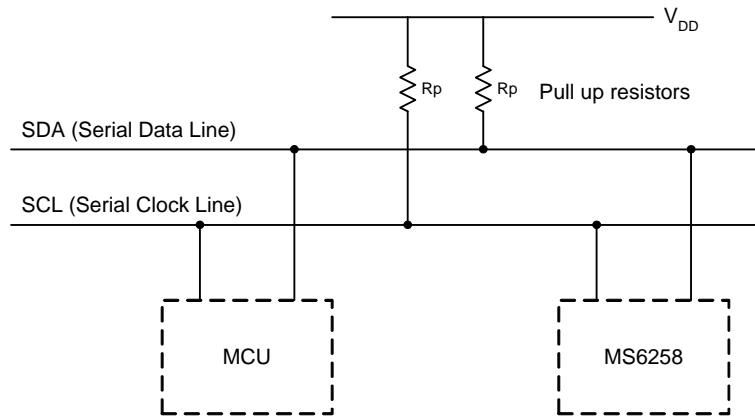 V_DD
Rp
Rp
Pull up resistors
SDA (Serial Data Line)
SCL (Serial Clock Line)
MCU
MS6258